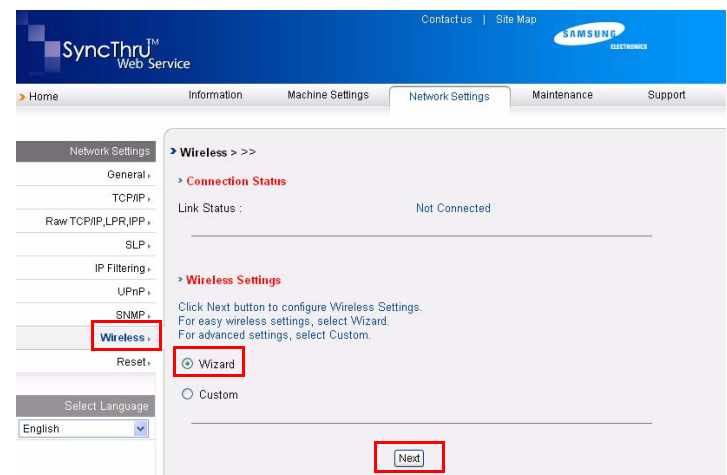 Contact us | Site Map
SAMSUNG
ELECTRONICS
SyncThru™
Web Service
Home
Information
Machine Settings
Network Settings
Maintenance
Support
Network Settings
General
TCP/IP
Raw TCP/IP,LPR,IPP
SLP
IP Filtering
UPnP
SNMP
Wireless
Reset
Select Language
English
Wireless > >>
Connection Status
Link Status : Not Connected
Wireless Settings
Click Next button to configure Wireless Settings.
For easy wireless settings, select Wizard.
For advanced settings, select Custom.
Wizard
Custom
Next